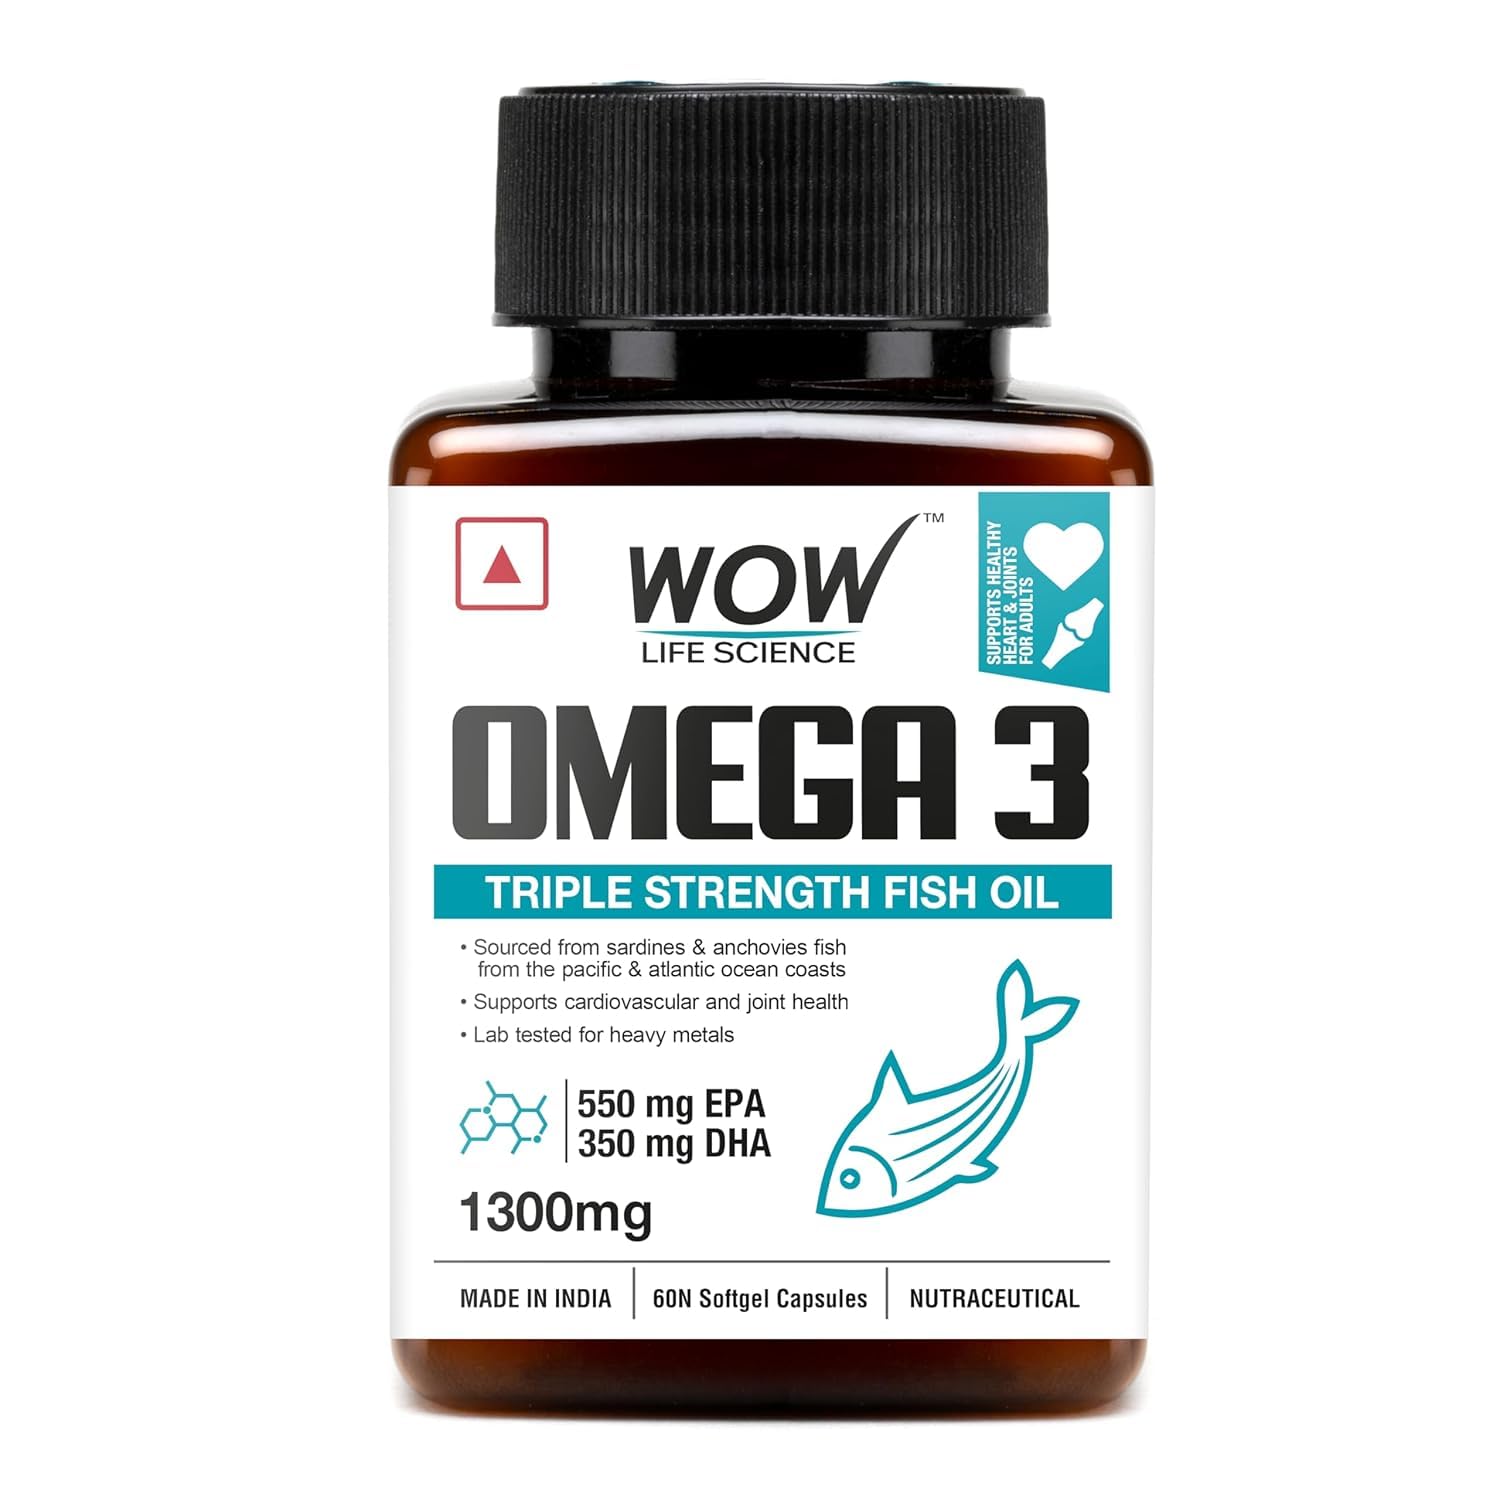 WOW™
LIFE SCIENCE
SUPPORTS HEALTHY
HEART & JOINTS
FOR ADULTS
OMEGA 3
TRIPLE STRENGTH FISH OIL
• Sourced from sardines & anchovies fish
from the pacific & atlantic ocean coasts
• Supports cardiovascular and joint health
• Lab tested for heavy metals
550 mg EPA
350 mg DHA
1300mg
MADE IN INDIA
60N Softgel Capsules
NUTRACEUTICAL